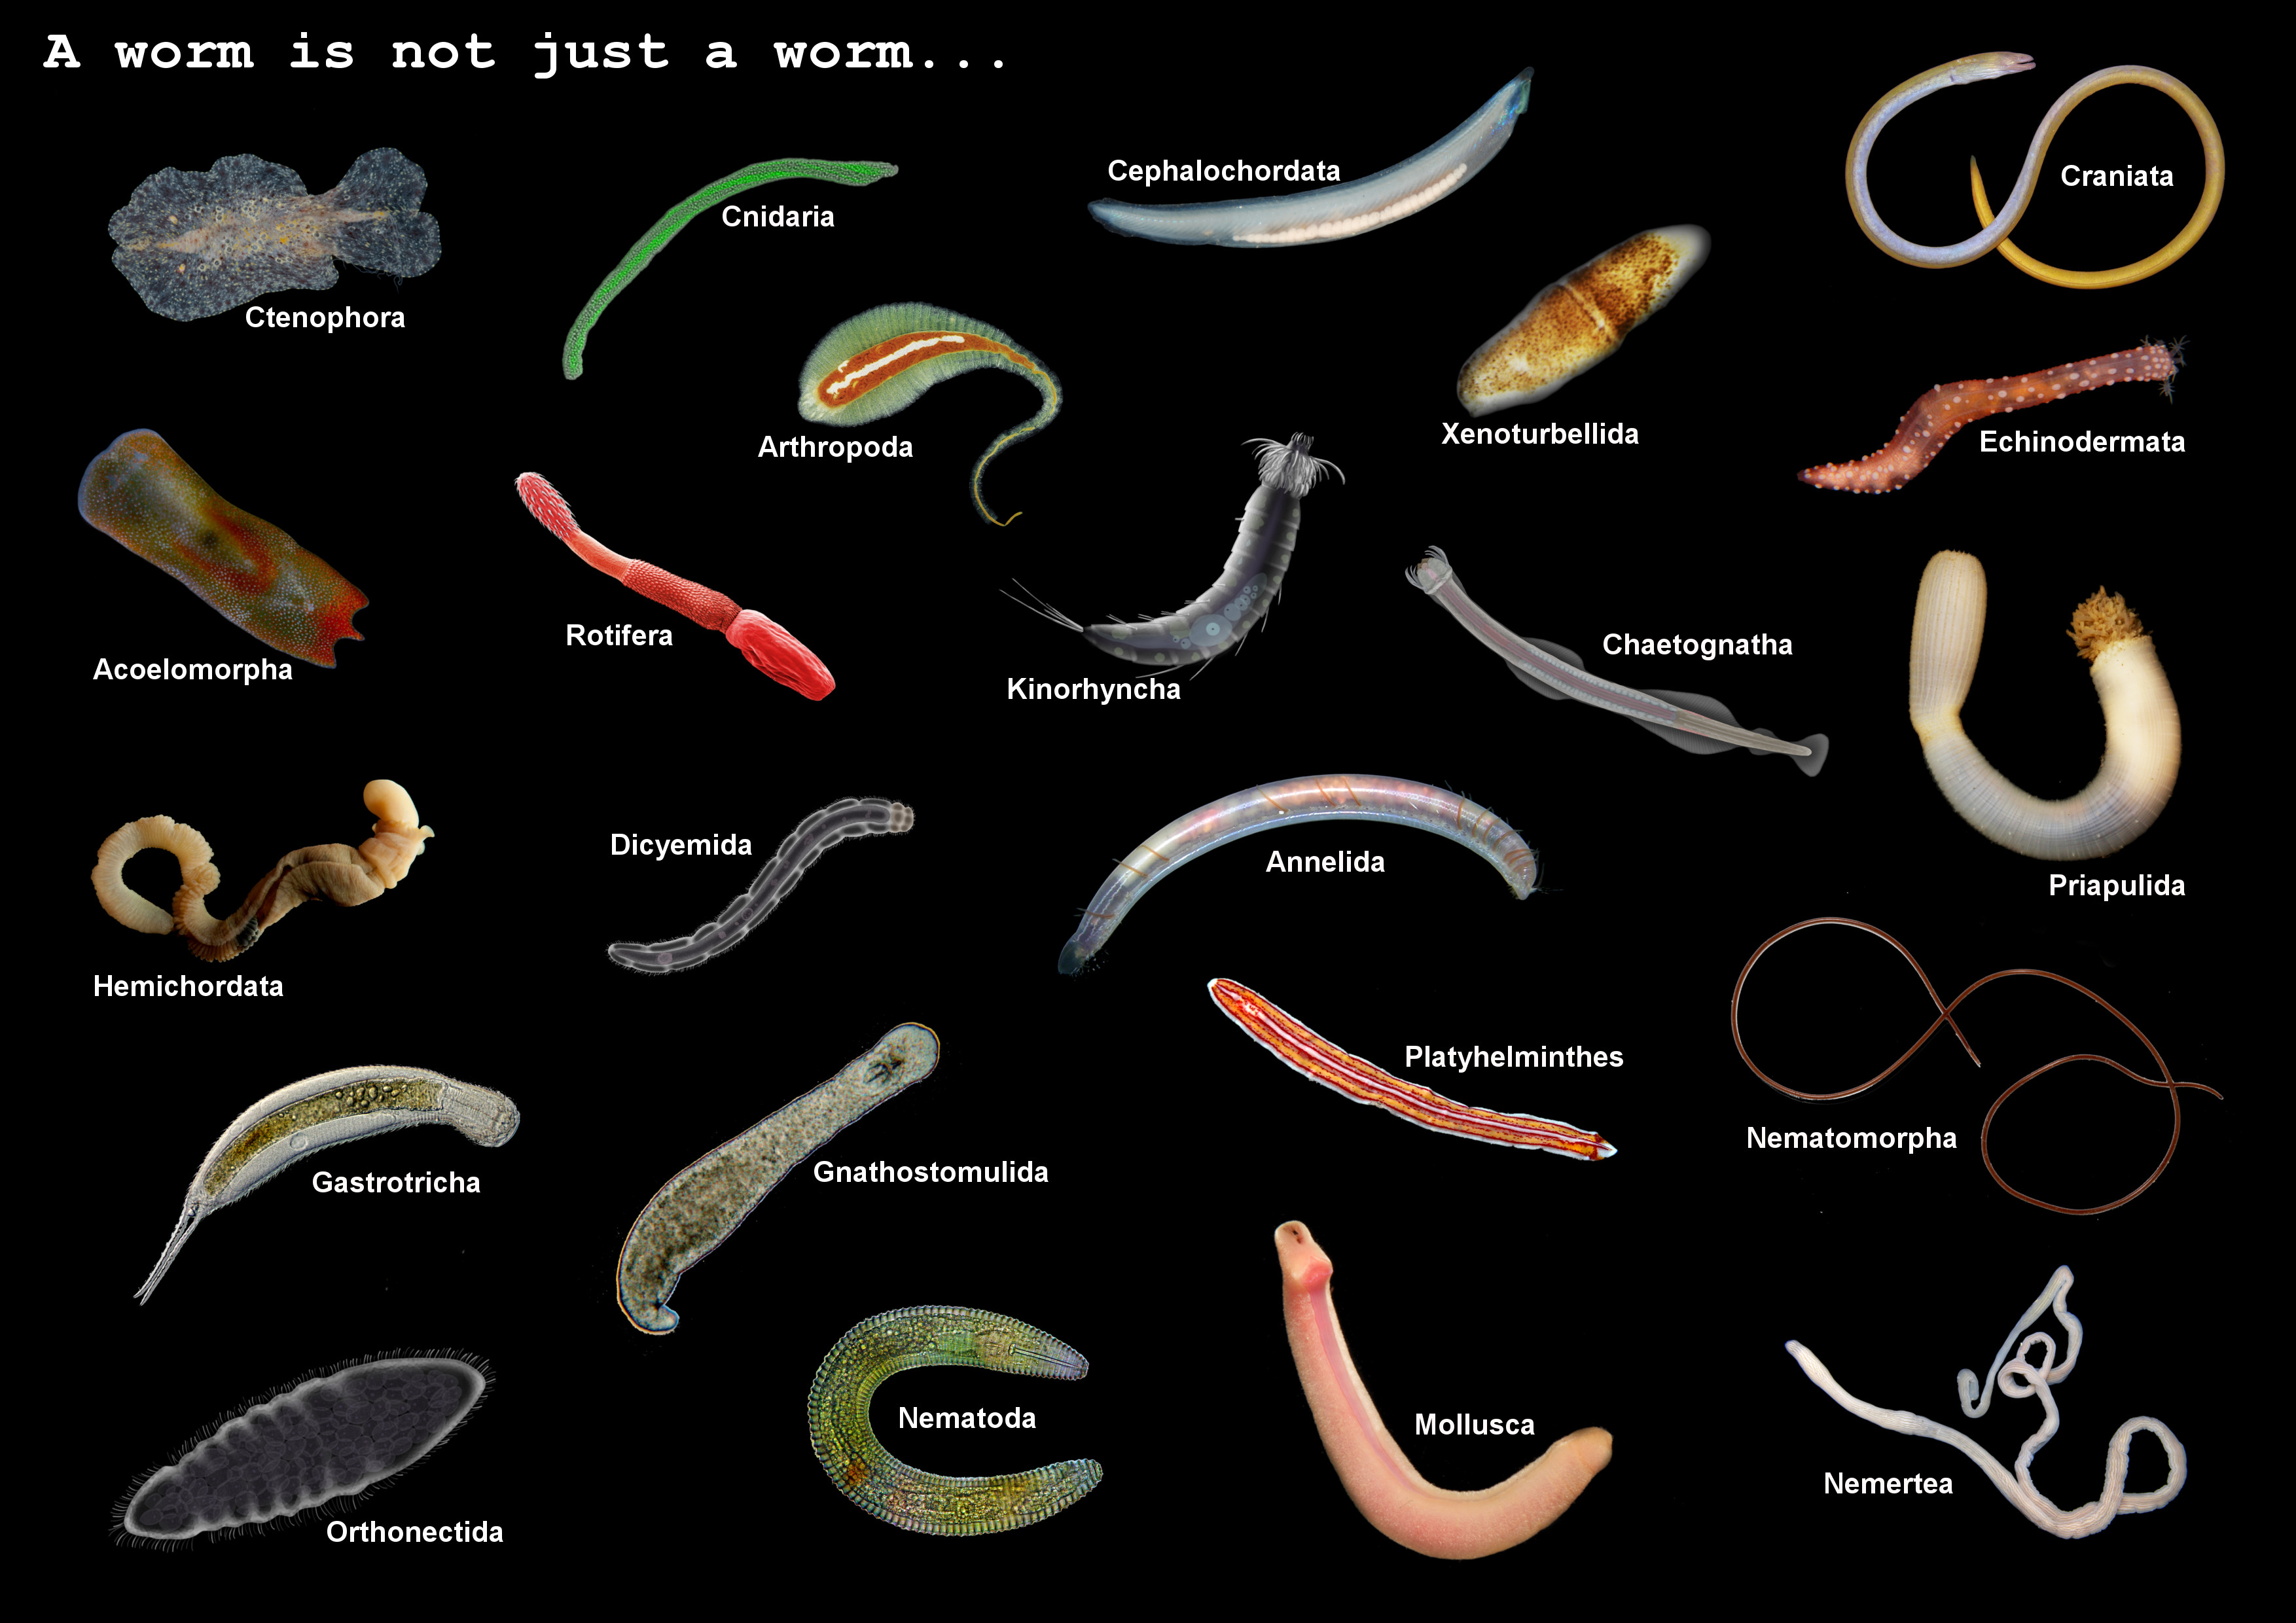 A worm is not just a worm...
Ctenophora
Cnidaria
Cephalochordata
Craniata
Arthropoda
Xenoturbellida
Echinodermata
Acoelomorpha
Rotifera
Kinorhyncha
Chaetognatha
Priapulida
Hemichordata
Dicyemida
Annelida
Platyhelminthes
Nematomorpha
Gastrotricha
Gnathostomulida
Orthonectida
Nematoda
Mollusca
Nemertea